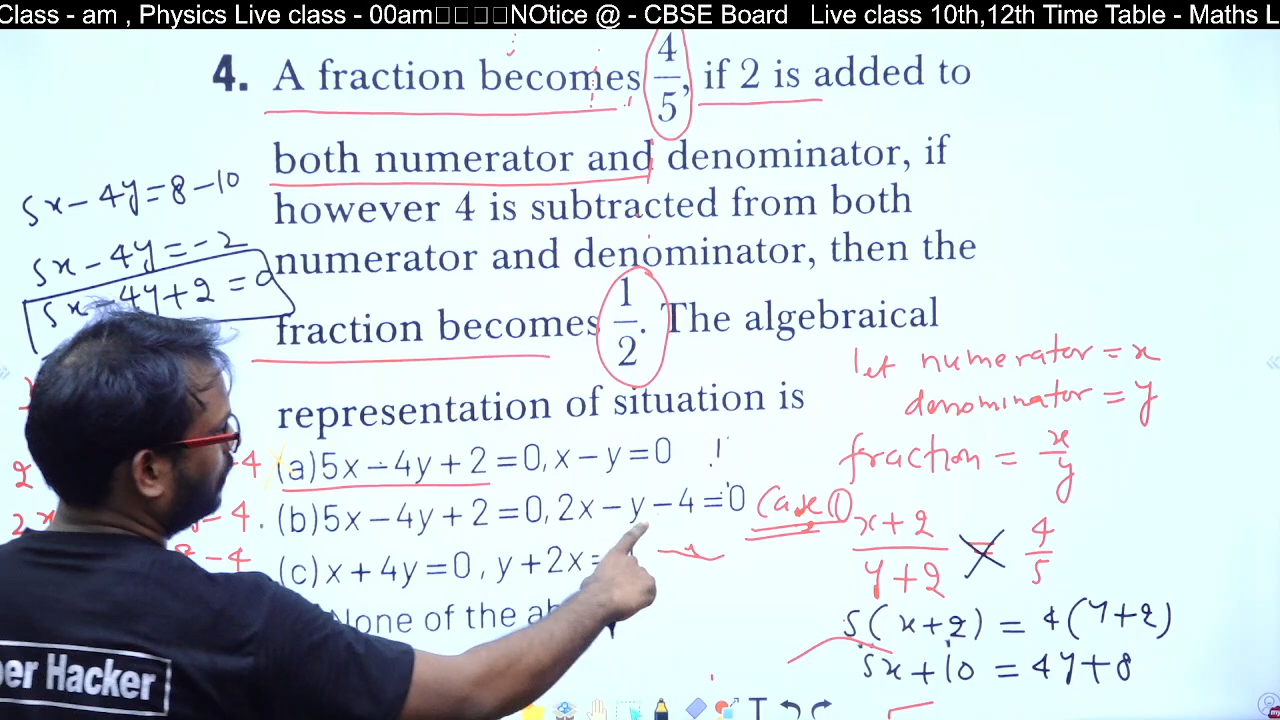 Class - am , Physics Live class - 00am□□□□NOtice @ - CBSE Board Live class 10th,12th Time Table - Maths L
4. A fraction becomes 4/5, if 2 is added to
both numerator and denominator, if
however 4 is subtracted from both
numerator and denominator, then the
fraction becomes 1/2. The algebraical
representation of situation is
(a) 5x - 4y + 2 = 0, x - y = 0
(b) 5x - 4y + 2 = 0, 2x - y - 4 = 0
(c) x + 4y = 0, y + 2x =
None of the ab
5x - 4y = 8 - 10
5x - 4y = -2
5x - 4y + 2 = 0
2
-4
2x
- 4
- 4
let numerator = x
denominator = y
fraction = x/y
Case ①
x+2/y+2 = 4/5
5(x+2) = 4(y+2)
5x+10 = 4y+8
er Hacker
T